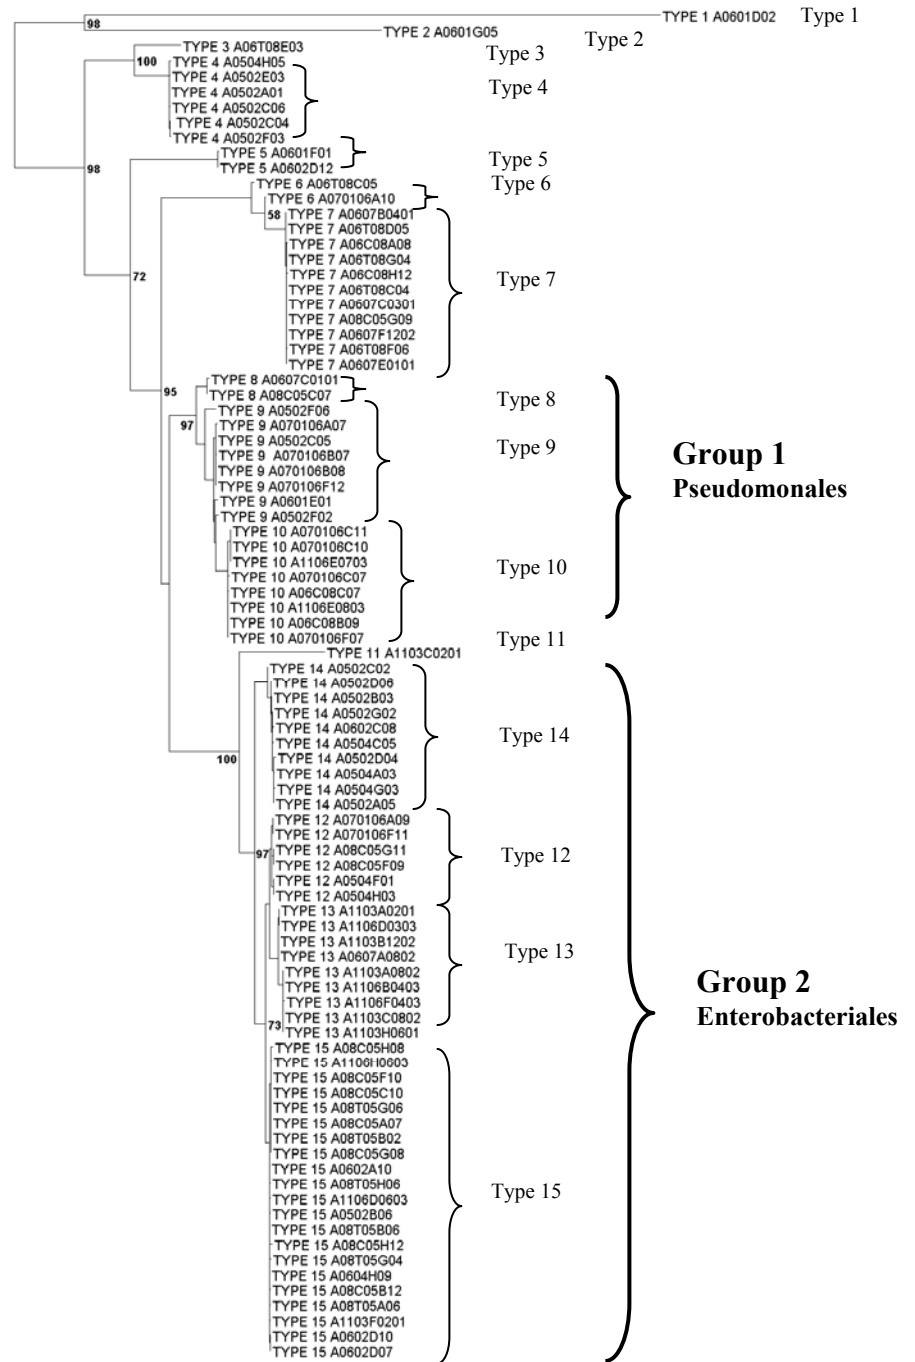 TYPE 1 A0601D02 Type 1
98
TYPE 2 A0601G05 Type 2
TYPE 3 A06T08E03 Type 3
100
TYPE 4 A0504H05
TYPE 4 A0502E03
TYPE 4 A0502A01 Type 4
TYPE 4 A0502C06
TYPE 4 A0502C04
TYPE 4 A0502F03
TYPE 5 A0601F01 Type 5
98
TYPE 5 A0602D12
TYPE 6 A06T08C05 Type 6
TYPE 6 A070106A10
58
TYPE 7 A0607B0401
TYPE 7 A06T08D05
TYPE 7 A06C08A08
TYPE 7 A06T08G04
TYPE 7 A06C08H12 Type 7
72
TYPE 7 A06T08C04
TYPE 7 A0607C0301
TYPE 7 A08C05G09
TYPE 7 A0607F1202
TYPE 7 A06T08F06
TYPE 7 A0607E0101
TYPE 8 A0607C0101
95
TYPE 8 A08C05C07 Type 8
TYPE 9 A0502F06
97
TYPE 9 A070106A07
TYPE 9 A0502C05 Type 9
TYPE 9 A070106B07
Group 1
TYPE 9 A070106B08
TYPE 9 A070106F12
Pseudomonales
TYPE 9 A0601E01
TYPE 9 A0502F02
TYPE 10 A070106C11
TYPE 10 A070106C10
TYPE 10 A1106E0703 Type 10
TYPE 10 A070106C07
TYPE 10 A06C08C07
TYPE 10 A1106E0803
TYPE 10 A06C08B09
TYPE 10 A070106F07 Type 11
TYPE 11 A1103C0201
TYPE 14 A0502C02
TYPE 14 A0502D06
TYPE 14 A0502B03
TYPE 14 A0502G02
TYPE 14 A0602C08 Type 14
TYPE 14 A0504C05
100
TYPE 14 A0502D04
TYPE 14 A0504A03
TYPE 14 A0504G03
TYPE 14 A0502A05
TYPE 12 A070106A09
TYPE 12 A070106F11
97
TYPE 12 A08C05G11 Type 12
TYPE 12 A08C05F09
TYPE 12 A0504F01
TYPE 12 A0504H03
TYPE 13 A1103A0201
TYPE 13 A1106D0303
TYPE 13 A1103B1202 Type 13
TYPE 13 A0607A0802
TYPE 13 A1103A0802
Group 2
TYPE 13 A1106B0403
TYPE 13 A1106F0403
TYPE 13 A1103C0802
Enterobacteriales
73
TYPE 13 A1103H0601
TYPE 15 A08C05H08
TYPE 15 A1106H0603
TYPE 15 A08C05F10
TYPE 15 A08C05C10
TYPE 15 A08T05G06
TYPE 15 A08C05A07
TYPE 15 A08T05B02
TYPE 15 A08C05G08
TYPE 15 A0602A10
TYPE 15 A08T05H06 Type 15
TYPE 15 A1106D0603
TYPE 15 A0502B06
TYPE 15 A08T05B06
TYPE 15 A08C05H12
TYPE 15 A08T05G04
TYPE 15 A0604H09
TYPE 15 A08C05B12
TYPE 15 A08T05A06
TYPE 15 A1103F0201
TYPE 15 A0602D10
TYPE 15 A0602D07